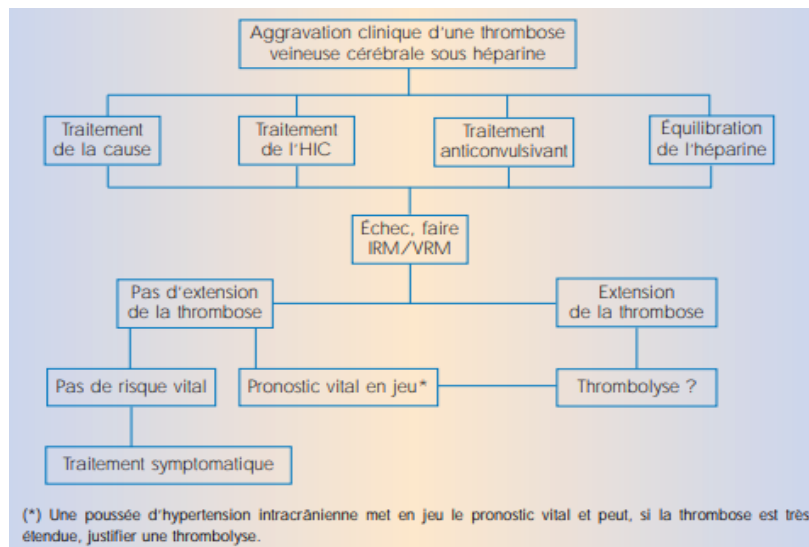 Aggravation clinique d'une thrombose
veineuse cérébrale sous héparine
Traitement
de la cause
Traitement
de l'HIC
Traitement
anticonvulsivant
Équilibration
de l'héparine
Échec, faire
IRM/VRM
Pas d'extension
de la thrombose
Extension
de la thrombose
Pas de risque vital
Pronostic vital en jeu*
Thrombolyse ?
Traitement symptomatique
(*) Une poussée d'hypertension intracrânienne met en jeu le pronostic vital et peut, si la thrombose est très
étendue, justifier une thrombolyse.